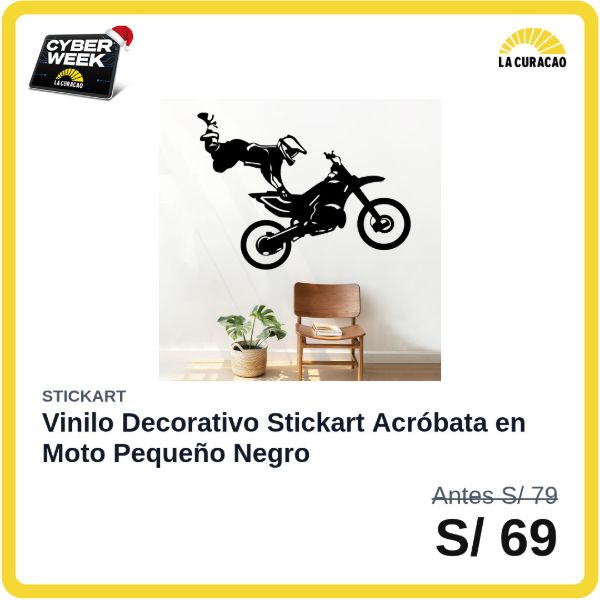 CYBER
WEEK
LA CURACAO
LA CURACAO
STICKART
Vinilo Decorativo Stickart Acróbata en
Moto Pequeño Negro
Antes S/ 79
S/ 69